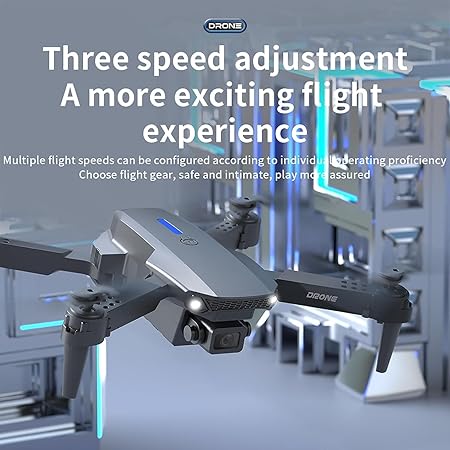 DRONE
Three speed adjustment
A more exciting flight
experience
Multiple flight speeds can be configured according to individual operating proficiency
Choose flight gear, safe and intimate, play more assured
DRONE